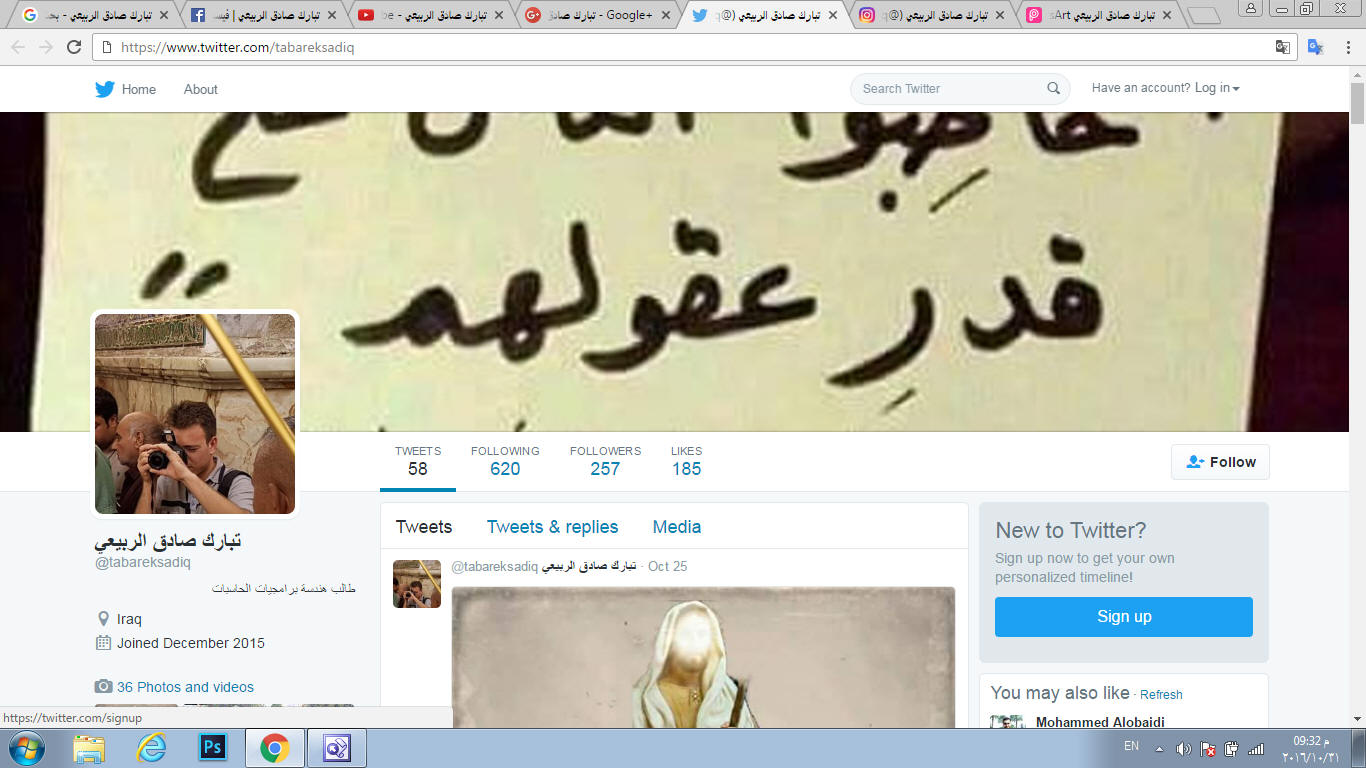 تبارك صادق الربيعي - بحـ
تبارك صادق الربيعي | فيسـ
تبارك صادق الربيعي - be
Google+ - تبارك صادق
تبارك صادق الربيعي (@q
تبارك صادق الربيعي (@q
تبارك صادق الربيعي sArt
https://www.twitter.com/tabareksadiq
Home
About
Search Twitter
Have an account? Log in
قدرِ عقولهم "
TWEETS
58
FOLLOWING
620
FOLLOWERS
257
LIKES
185
Follow
تبارك صادق الربيعي
@tabareksadiq
طالب هندسة برامجيات الحاسبات
Iraq
Joined December 2015
36 Photos and videos
Tweets
Tweets & replies
Media
@tabareksadiq تبارك صادق الربيعي · Oct 25
New to Twitter?
Sign up now to get your own
personalized timeline!
Sign up
You may also like · Refresh
Mohammed Alobaidi
https://twitter.com/signup
Ps
EN
09:32 م
٢٠١٦/١٠/٣١